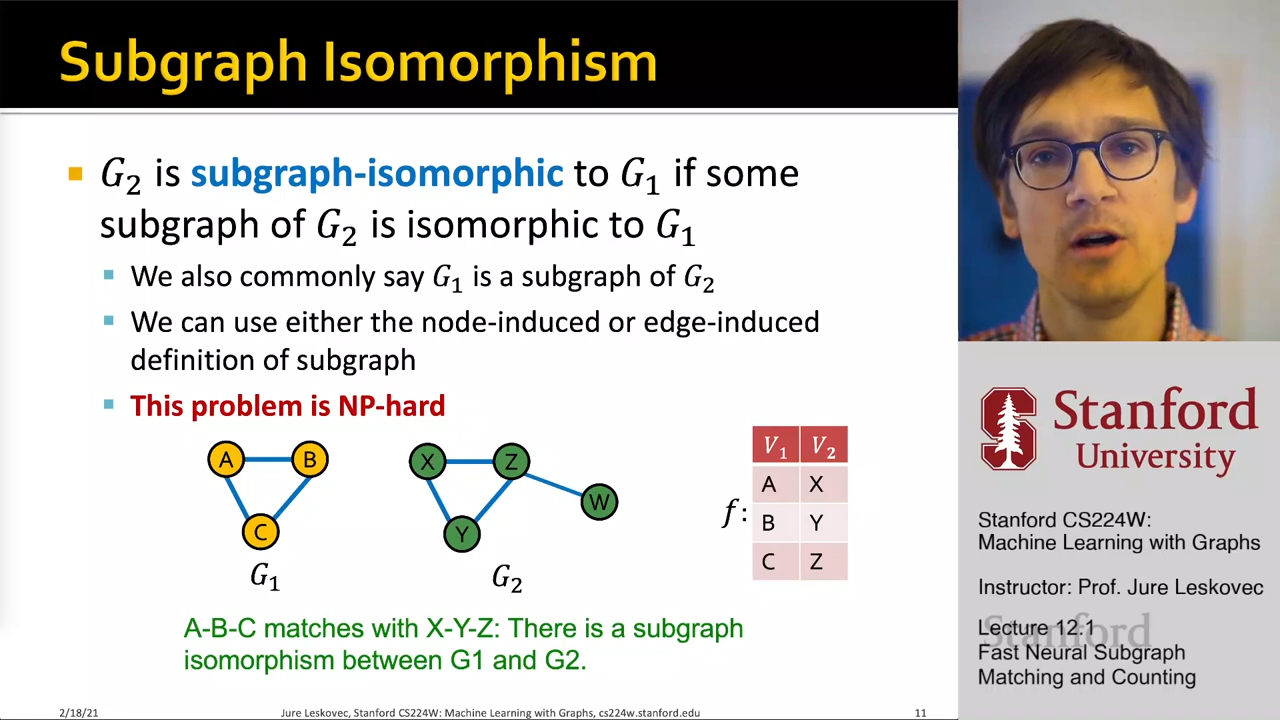 Subgraph Isomorphism
G₂ is subgraph-isomorphic to G₁ if some
subgraph of G₂ is isomorphic to G₁
We also commonly say G₁ is a subgraph of G₂
We can use either the node-induced or edge-induced
definition of subgraph
This problem is NP-hard
A B
C
G₁
X Z
W
Y
G₂
f:
V₁ V₂
A X
B Y
C Z
A-B-C matches with X-Y-Z: There is a subgraph
isomorphism between G1 and G2.
2/18/21 Jure Leskovec, Stanford CS224W: Machine Learning with Graphs, cs224w.stanford.edu 11
S
Stanford
University
Stanford CS224W:
Machine Learning with Graphs
Instructor: Prof. Jure Leskovec
Stanford
Lecture 12.1
Fast Neural Subgraph
Matching and Counting